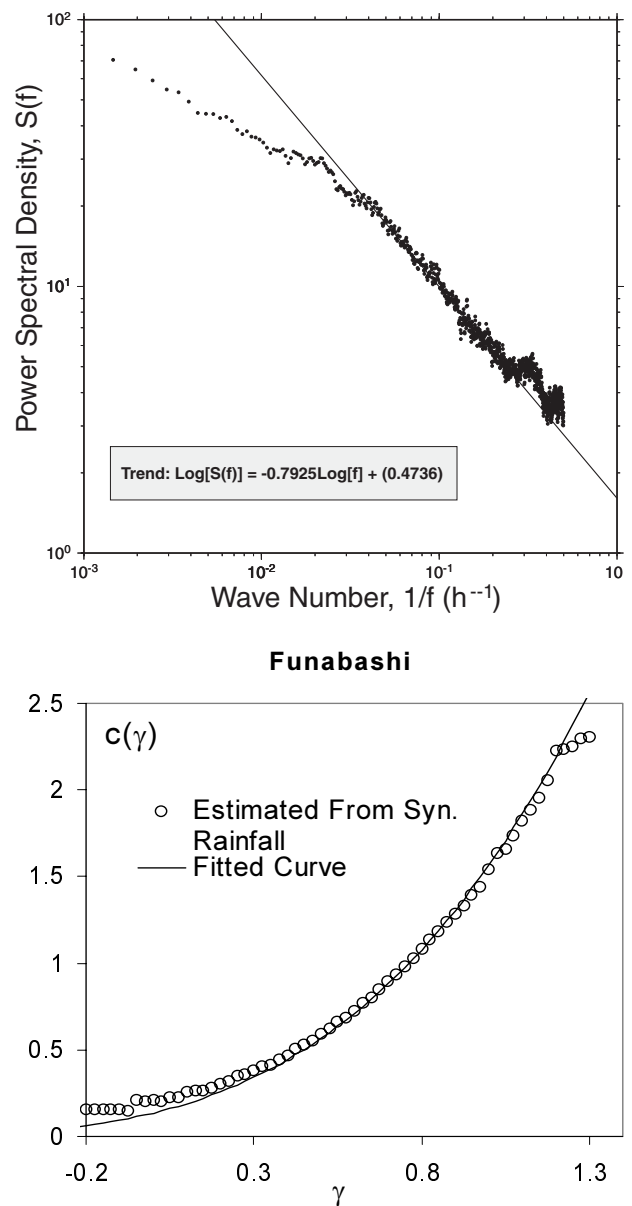 10²
Power Spectral Density, S(f)
10¹
Trend: Log[S(f)] = -0.7925Log[f] + (0.4736)
10⁰
10⁻³
10⁻²
10⁻¹
10
Wave Number, 1/f (h⁻⁻¹)
Funabashi
2.5
c(γ)
2
Estimated From Syn.
Rainfall
Fitted Curve
1.5
1
0.5
0
-0.2
0.3
0.8
1.3
γ